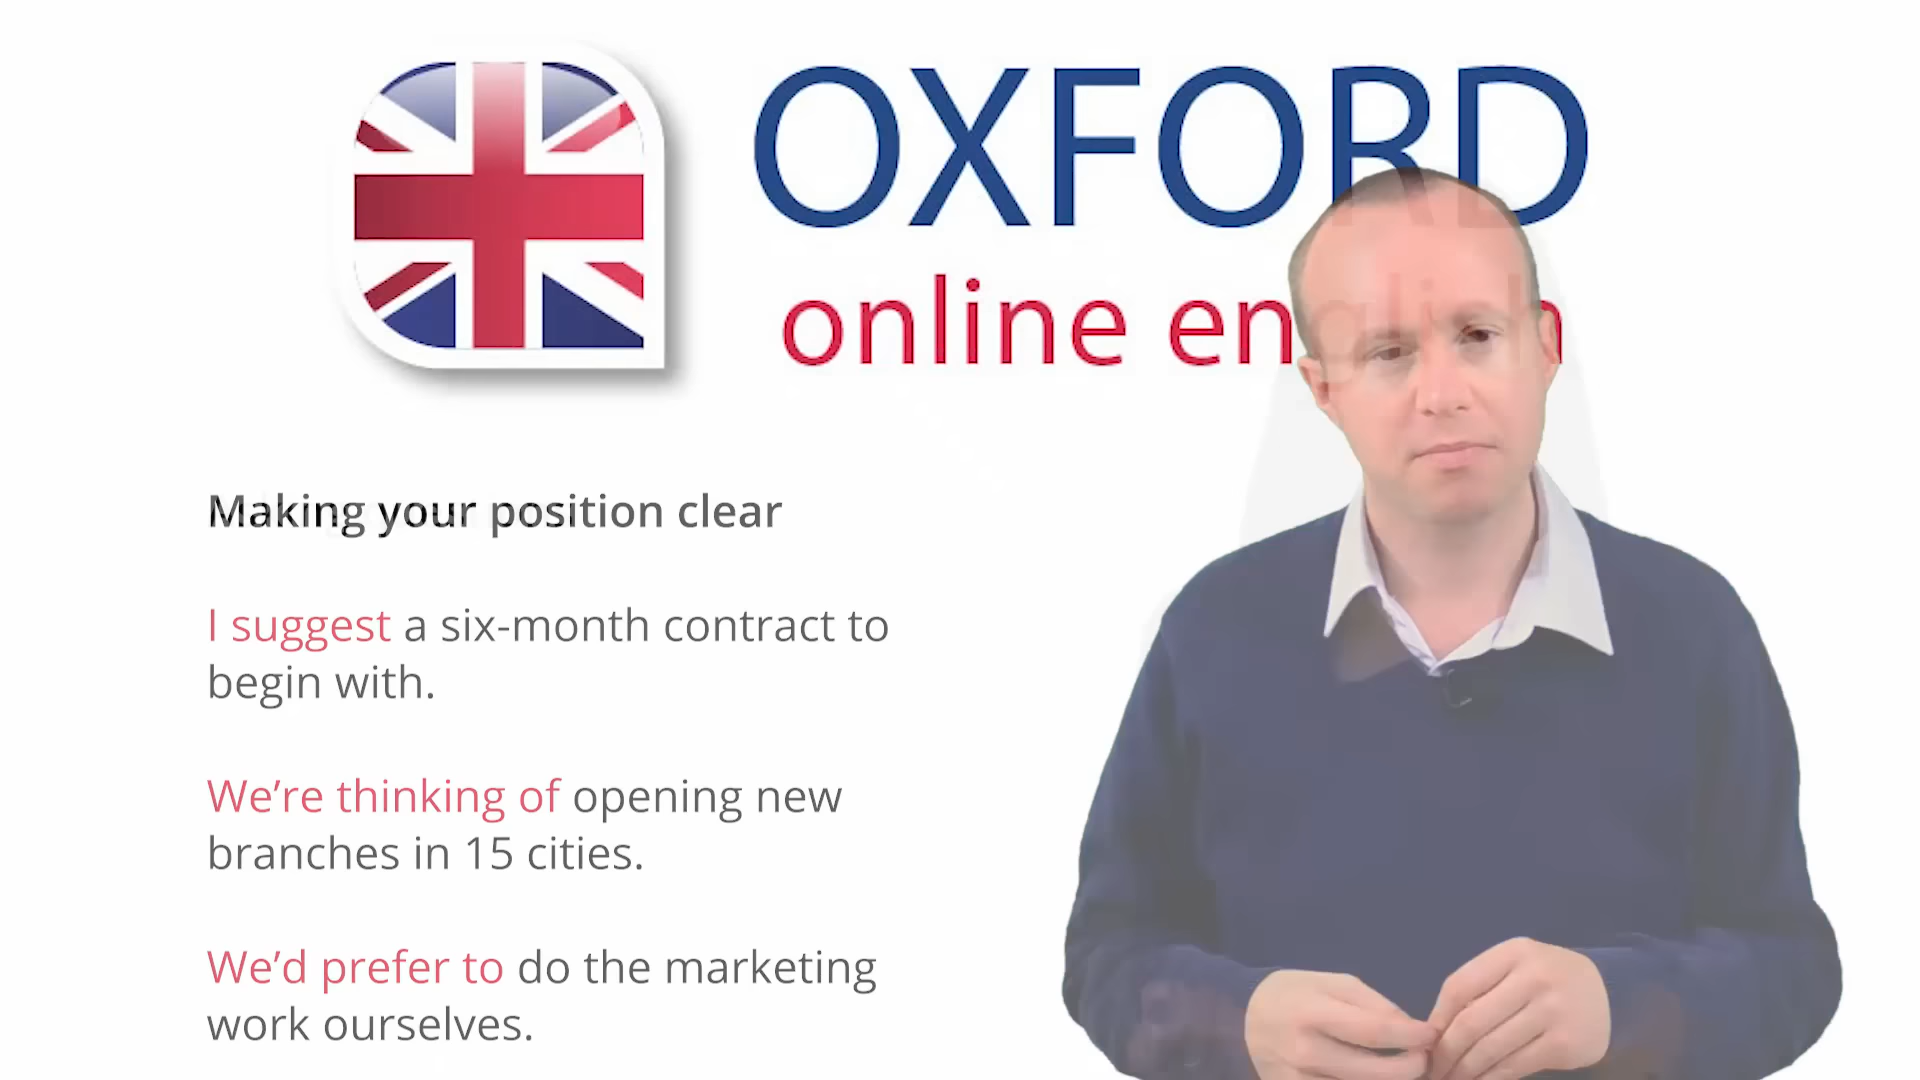 OXFORD
online english
Making your position clear
I suggest a six-month contract to
begin with.
We're thinking of opening new
branches in 15 cities.
We'd prefer to do the marketing
work ourselves.